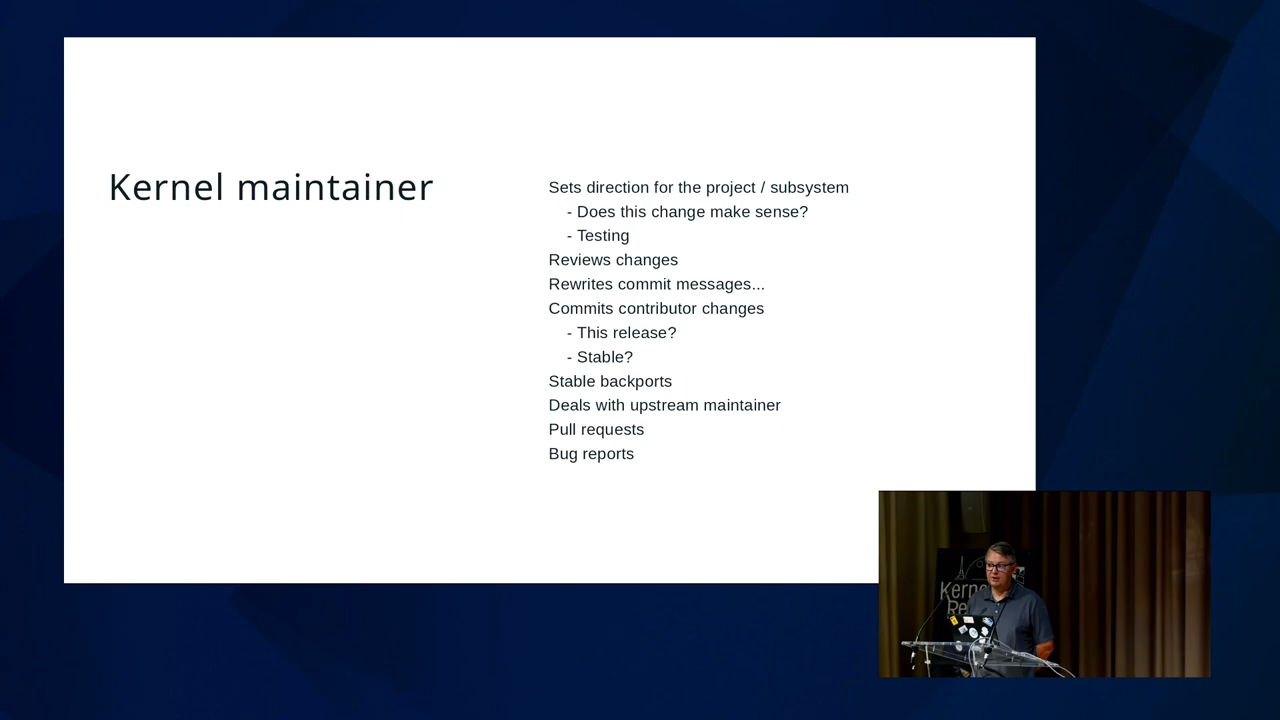 Kernel maintainer
Sets direction for the project / subsystem
- Does this change make sense?
- Testing
Reviews changes
Rewrites commit messages...
Commits contributor changes
- This release?
- Stable?
Stable backports
Deals with upstream maintainer
Pull requests
Bug reports